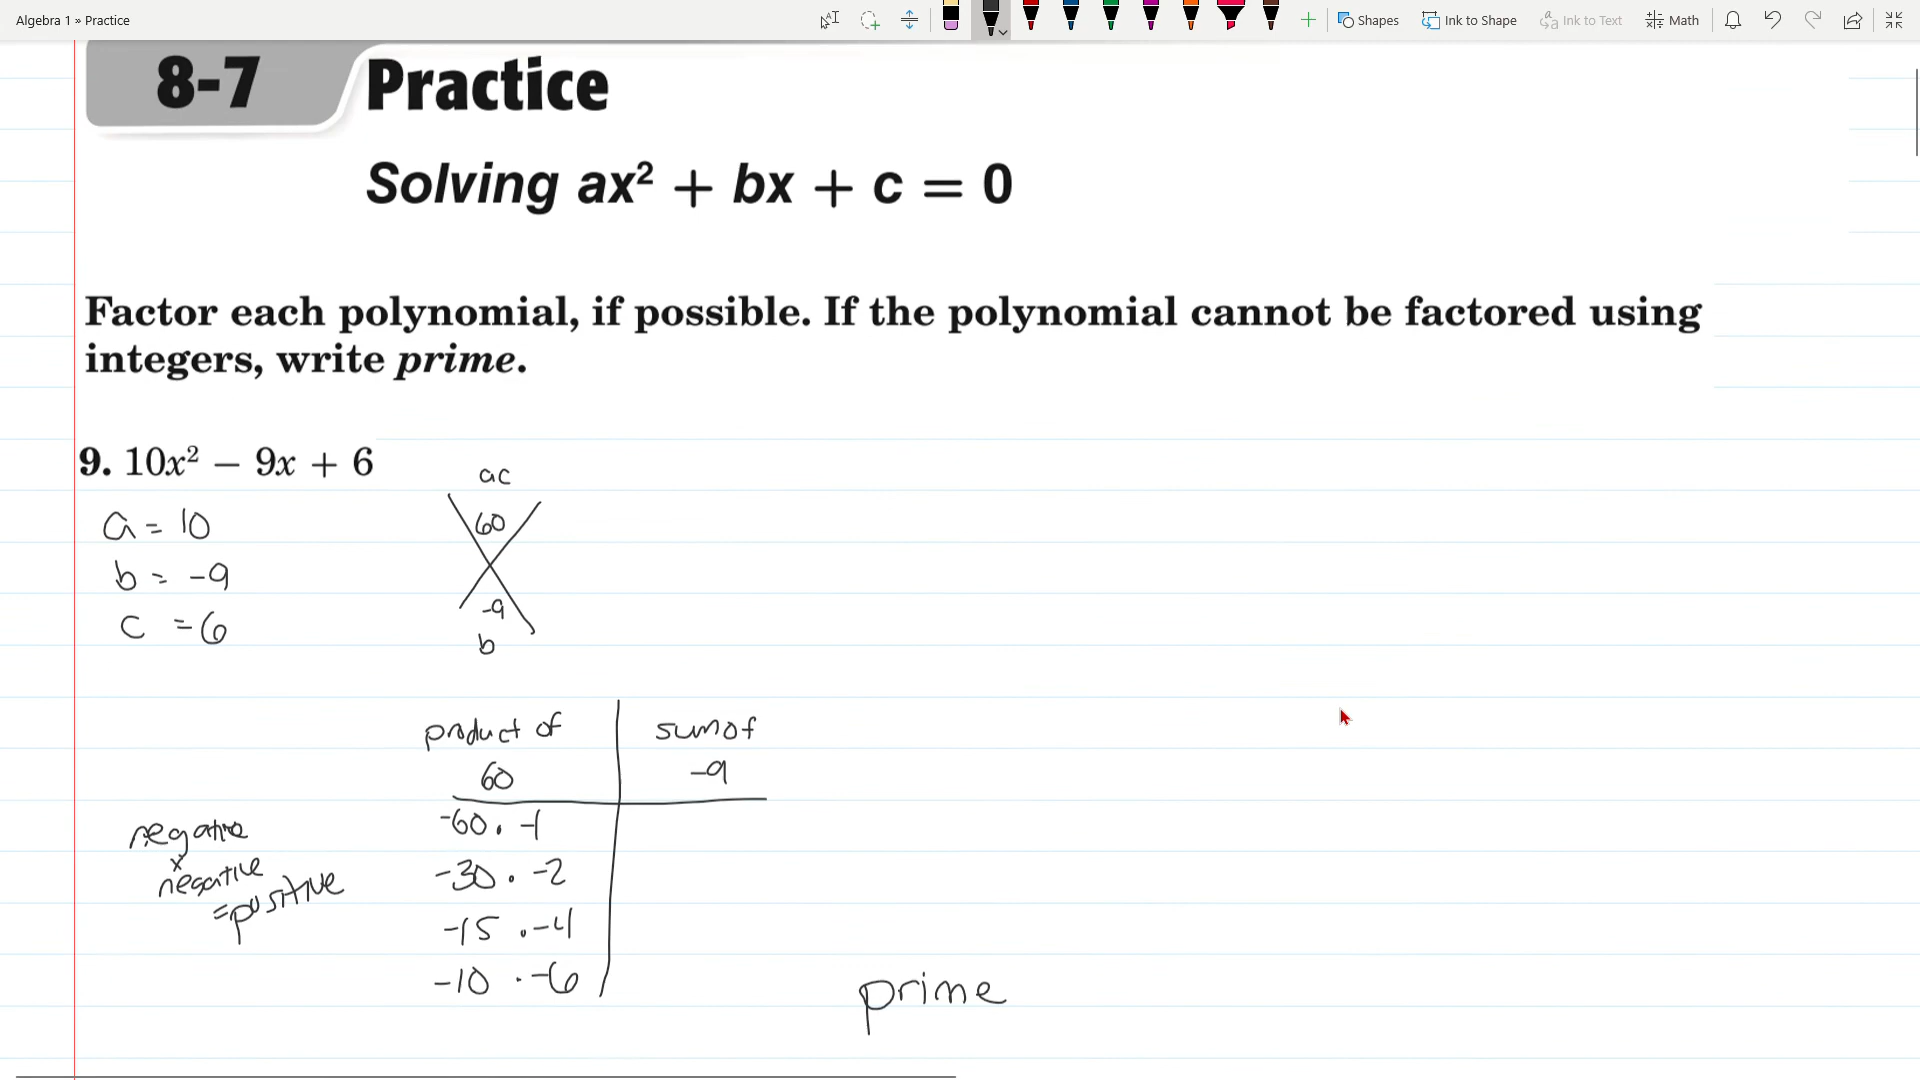 Algebra 1 » Practice
Shapes Ink to Shape Ink to Text Math
8-7 Practice
Solving ax² + bx + c = 0
Factor each polynomial, if possible. If the polynomial cannot be factored using
integers, write prime.
9. 10x² − 9x + 6
ac
a = 10
60
b = -9
-9
c = 6
b
product of sum of
60 -9
-60 · -1
negative
x
negative
= positive
-30 · -2
-15 · -4
-10 · -6
prime